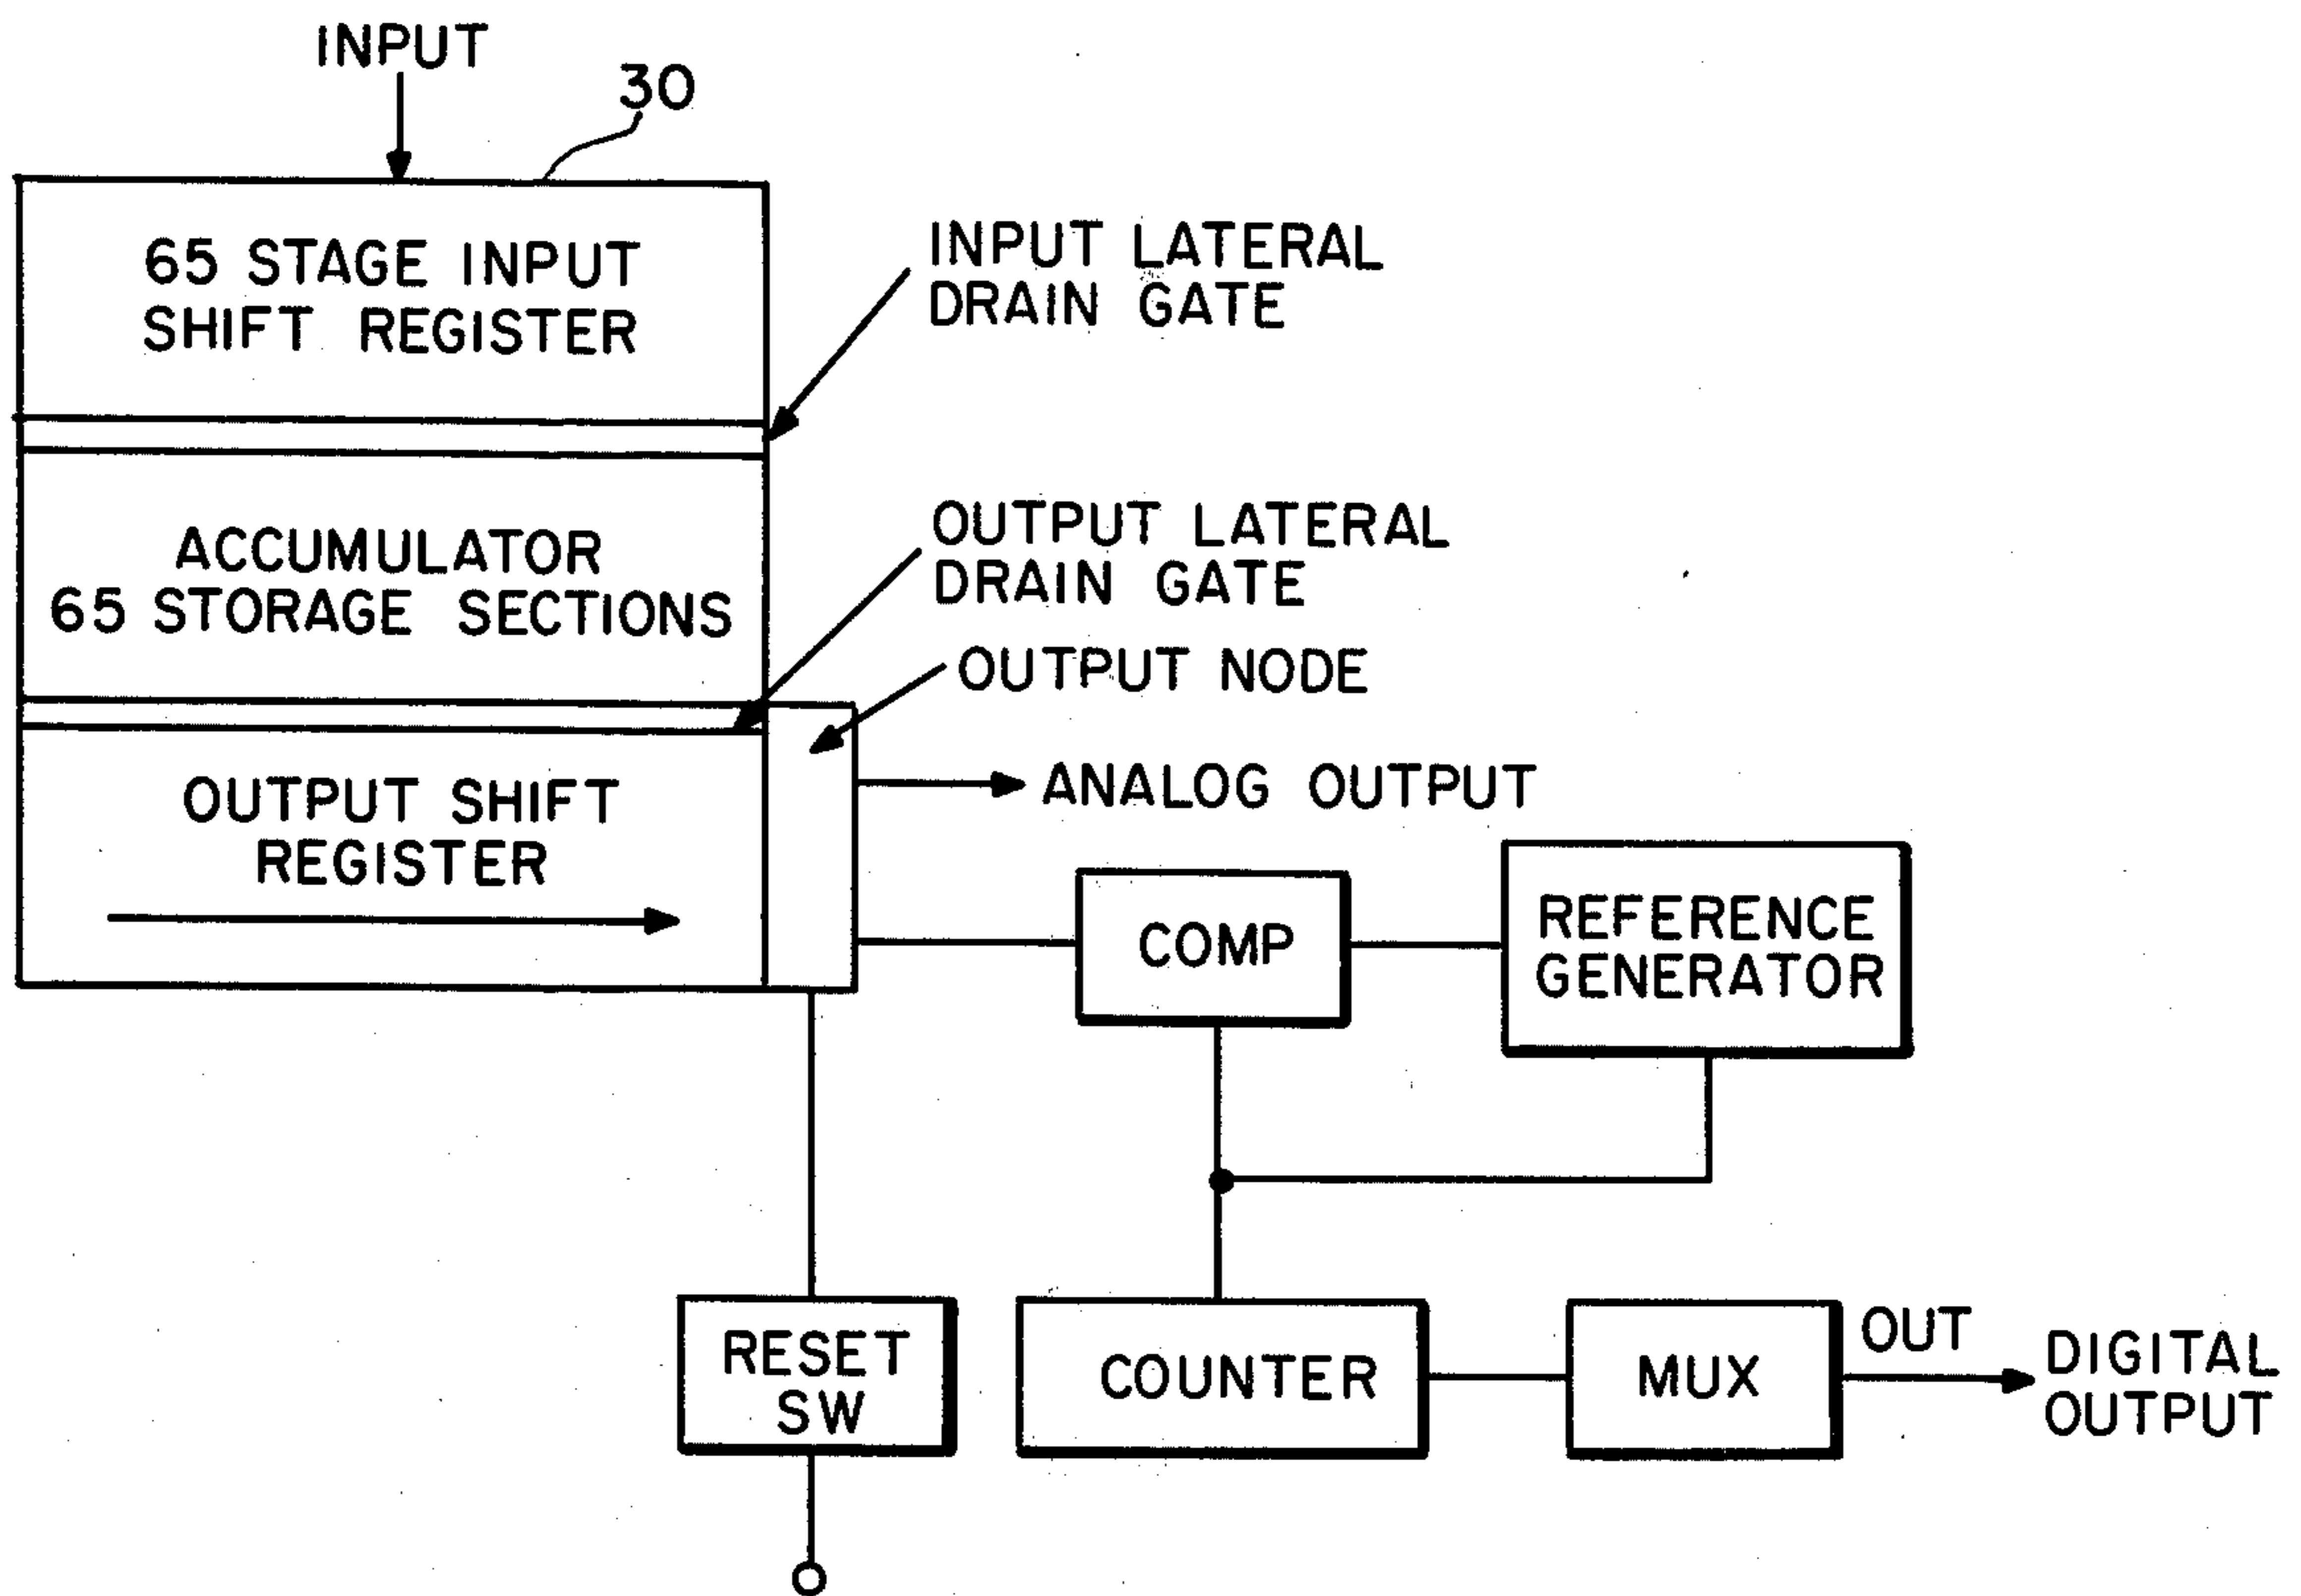 INPUT
30
65 STAGE INPUT
SHIFT REGISTER
INPUT LATERAL
DRAIN GATE
ACCUMULATOR
65 STORAGE SECTIONS
OUTPUT LATERAL
DRAIN GATE
OUTPUT NODE
OUTPUT SHIFT
REGISTER
ANALOG OUTPUT
COMP
REFERENCE
GENERATOR
RESET
SW
COUNTER
MUX
OUT
DIGITAL
OUTPUT